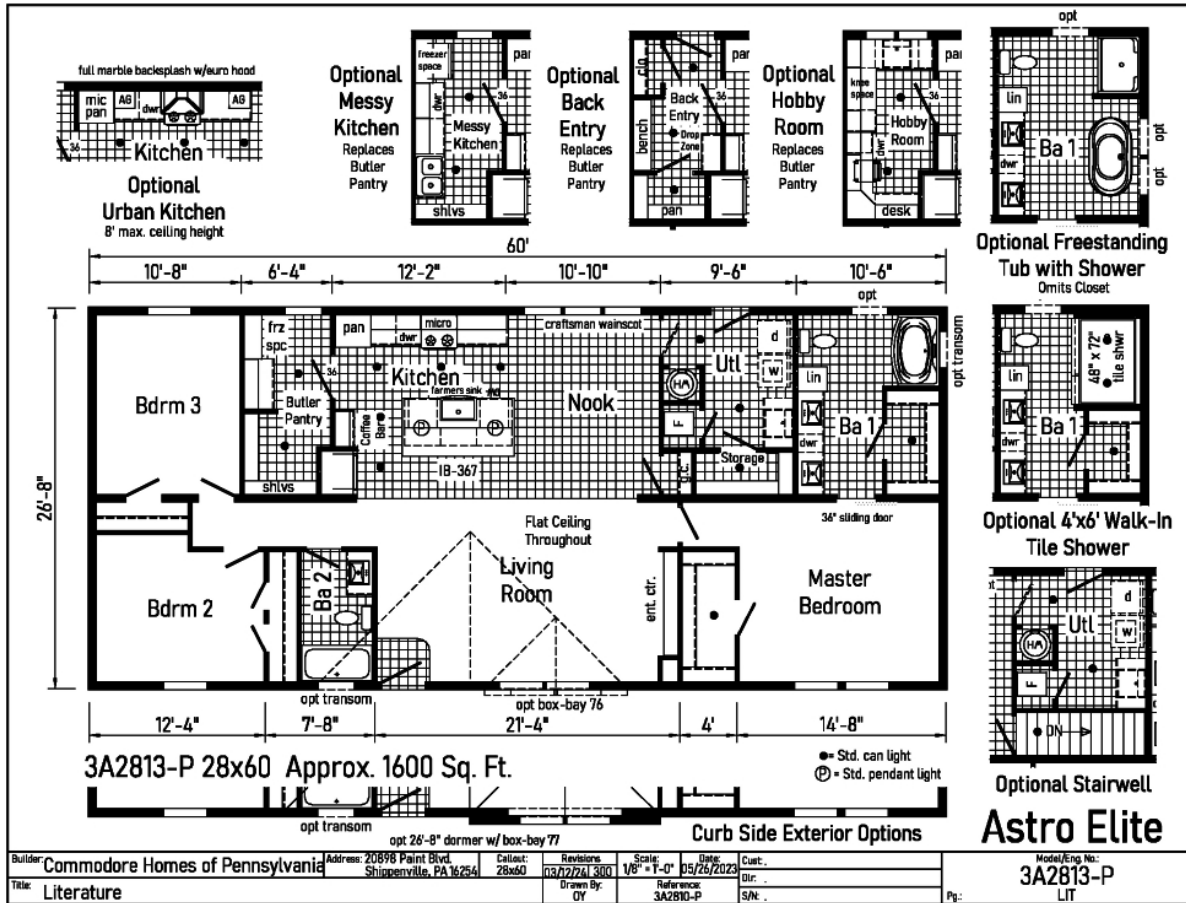 full marble backsplash w/euro hood
mic
pan
AG
dwr
AG
36
Kitchen
Optional
Urban Kitchen
8' max. ceiling height
Optional
Messy
Kitchen
Replaces
Butler
Pantry
freezer
space
pan
36
dwr
Messy
Kitchen
shlvs
Optional
Back
Entry
Replaces
Butler
Pantry
clo
pan
36
Back
Entry
bench
Drop
Zone
pan
Optional
Hobby
Room
Replaces
Butler
Pantry
pan
knee
space
36
Hobby
Room
dwr
desk
opt
lin
Ba 1
dwr
opt
opt
Optional Freestanding
Tub with Shower
Omits Closet
60'
10'-8"
6'-4"
12'-2"
10'-10"
9'-6"
10'-6"
26'-8"
opt
opt transom
frz
spc
pan
micro
dwr
craftsman wainscot
36
Kitchen
farmers sink
Nook
Utl
d
W
HW
F
lin
Bdrm 3
Butler
Pantry
Coffee
Bar
P
P
IB-367
Storage
g.c.
dwr
Ba 1
shlvs
36" sliding door
Flat Ceiling
Throughout
Living
Room
Bdrm 2
Ba 2
ent. ctr.
Master
Bedroom
opt transom
opt box-bay 76
12'-4"
7'-8"
21'-4"
4'
14'-8"
3A2813-P 28x60 Approx. 1600 Sq. Ft.
●= Std. can light
Ⓟ = Std. pendant light
opt transom
opt 26'-8" dormer w/ box-bay 77
Curb Side Exterior Options
lin
48" x 72"
tile shwr
Ba 1
dwr
Optional 4'x6' Walk-In
Tile Shower
d
W
Utl
HW
F
DN
Optional Stairwell
Astro Elite
Builder: Commodore Homes of Pennsylvania
Address: 20898 Paint Blvd.
Shippenville, PA 16254
Callout:
28x60
Revisions
03/12/24 300
Scale:
1/8" = 1'-0"
Date:
05/26/2023
Cust: .
Dlr: .
S/N: .
Model/Eng. No.:
3A2813-P
Title: Literature
Drawn By:
OY
Reference:
3A2810-P
Pg.:
LIT